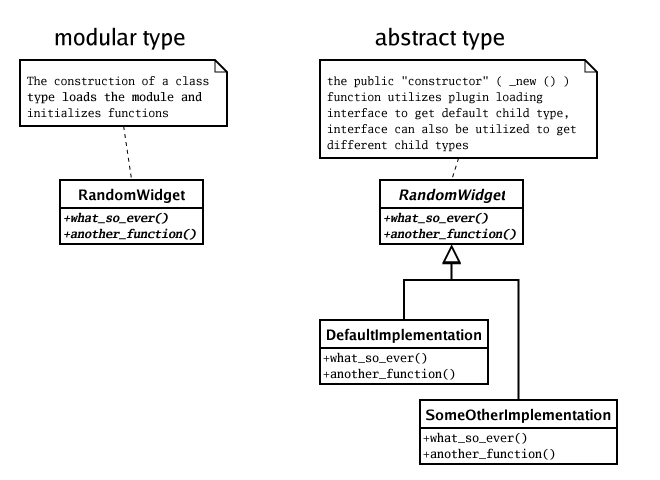 modular type
The construction of a class
type loads the module and
initializes functions
RandomWidget
+what_so_ever()
+another_function()
abstract type
the public "constructor" ( _new () )
function utilizes plugin loading
interface to get default child type,
interface can also be utilized to get
different child types
RandomWidget
+what_so_ever()
+another_function()
DefaultImplementation
+what_so_ever()
+another_function()
SomeOtherImplementation
+what_so_ever()
+another_function()